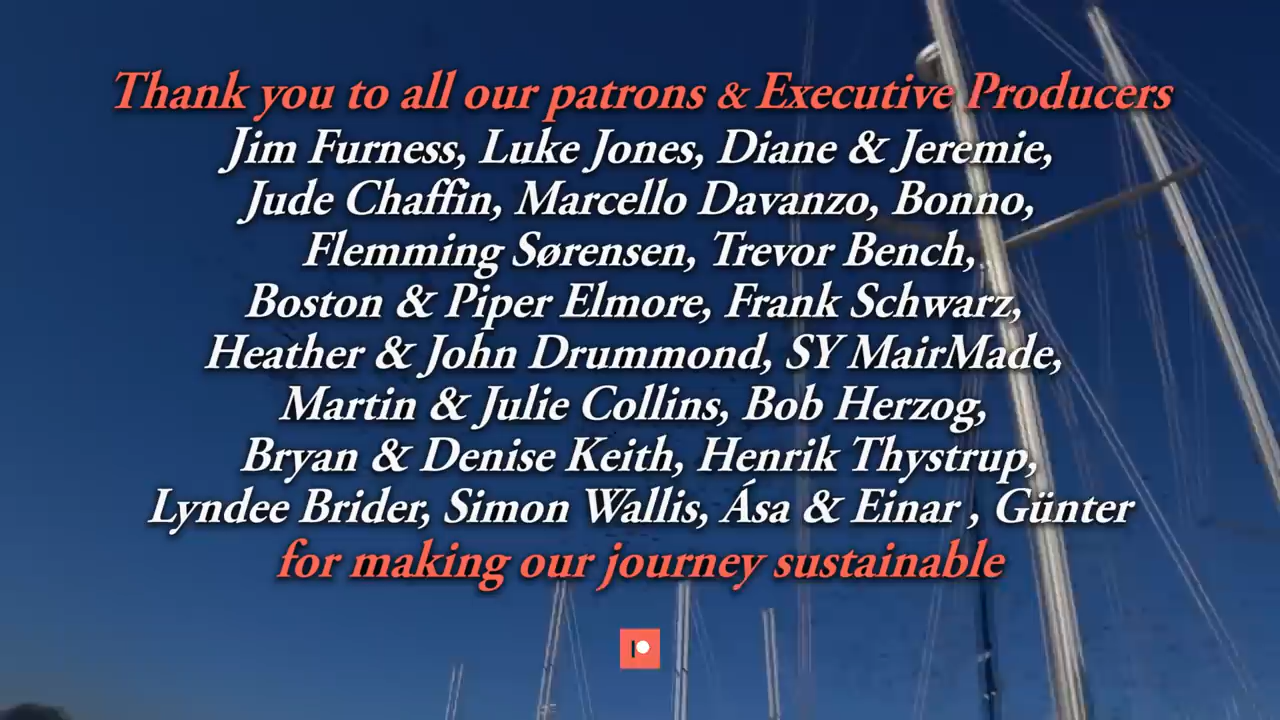 Thank you to all our patrons & Executive Producers
Jim Furness, Luke Jones, Diane & Jeremie,
Jude Chaffin, Marcello Davanzo, Bonno,
Flemming Sørensen, Trevor Bench,
Boston & Piper Elmore, Frank Schwarz,
Heather & John Drummond, SY MairMade,
Martin & Julie Collins, Bob Herzog,
Bryan & Denise Keith, Henrik Thystrup,
Lyndee Brider, Simon Wallis, Ása & Einar , Günter
for making our journey sustainable